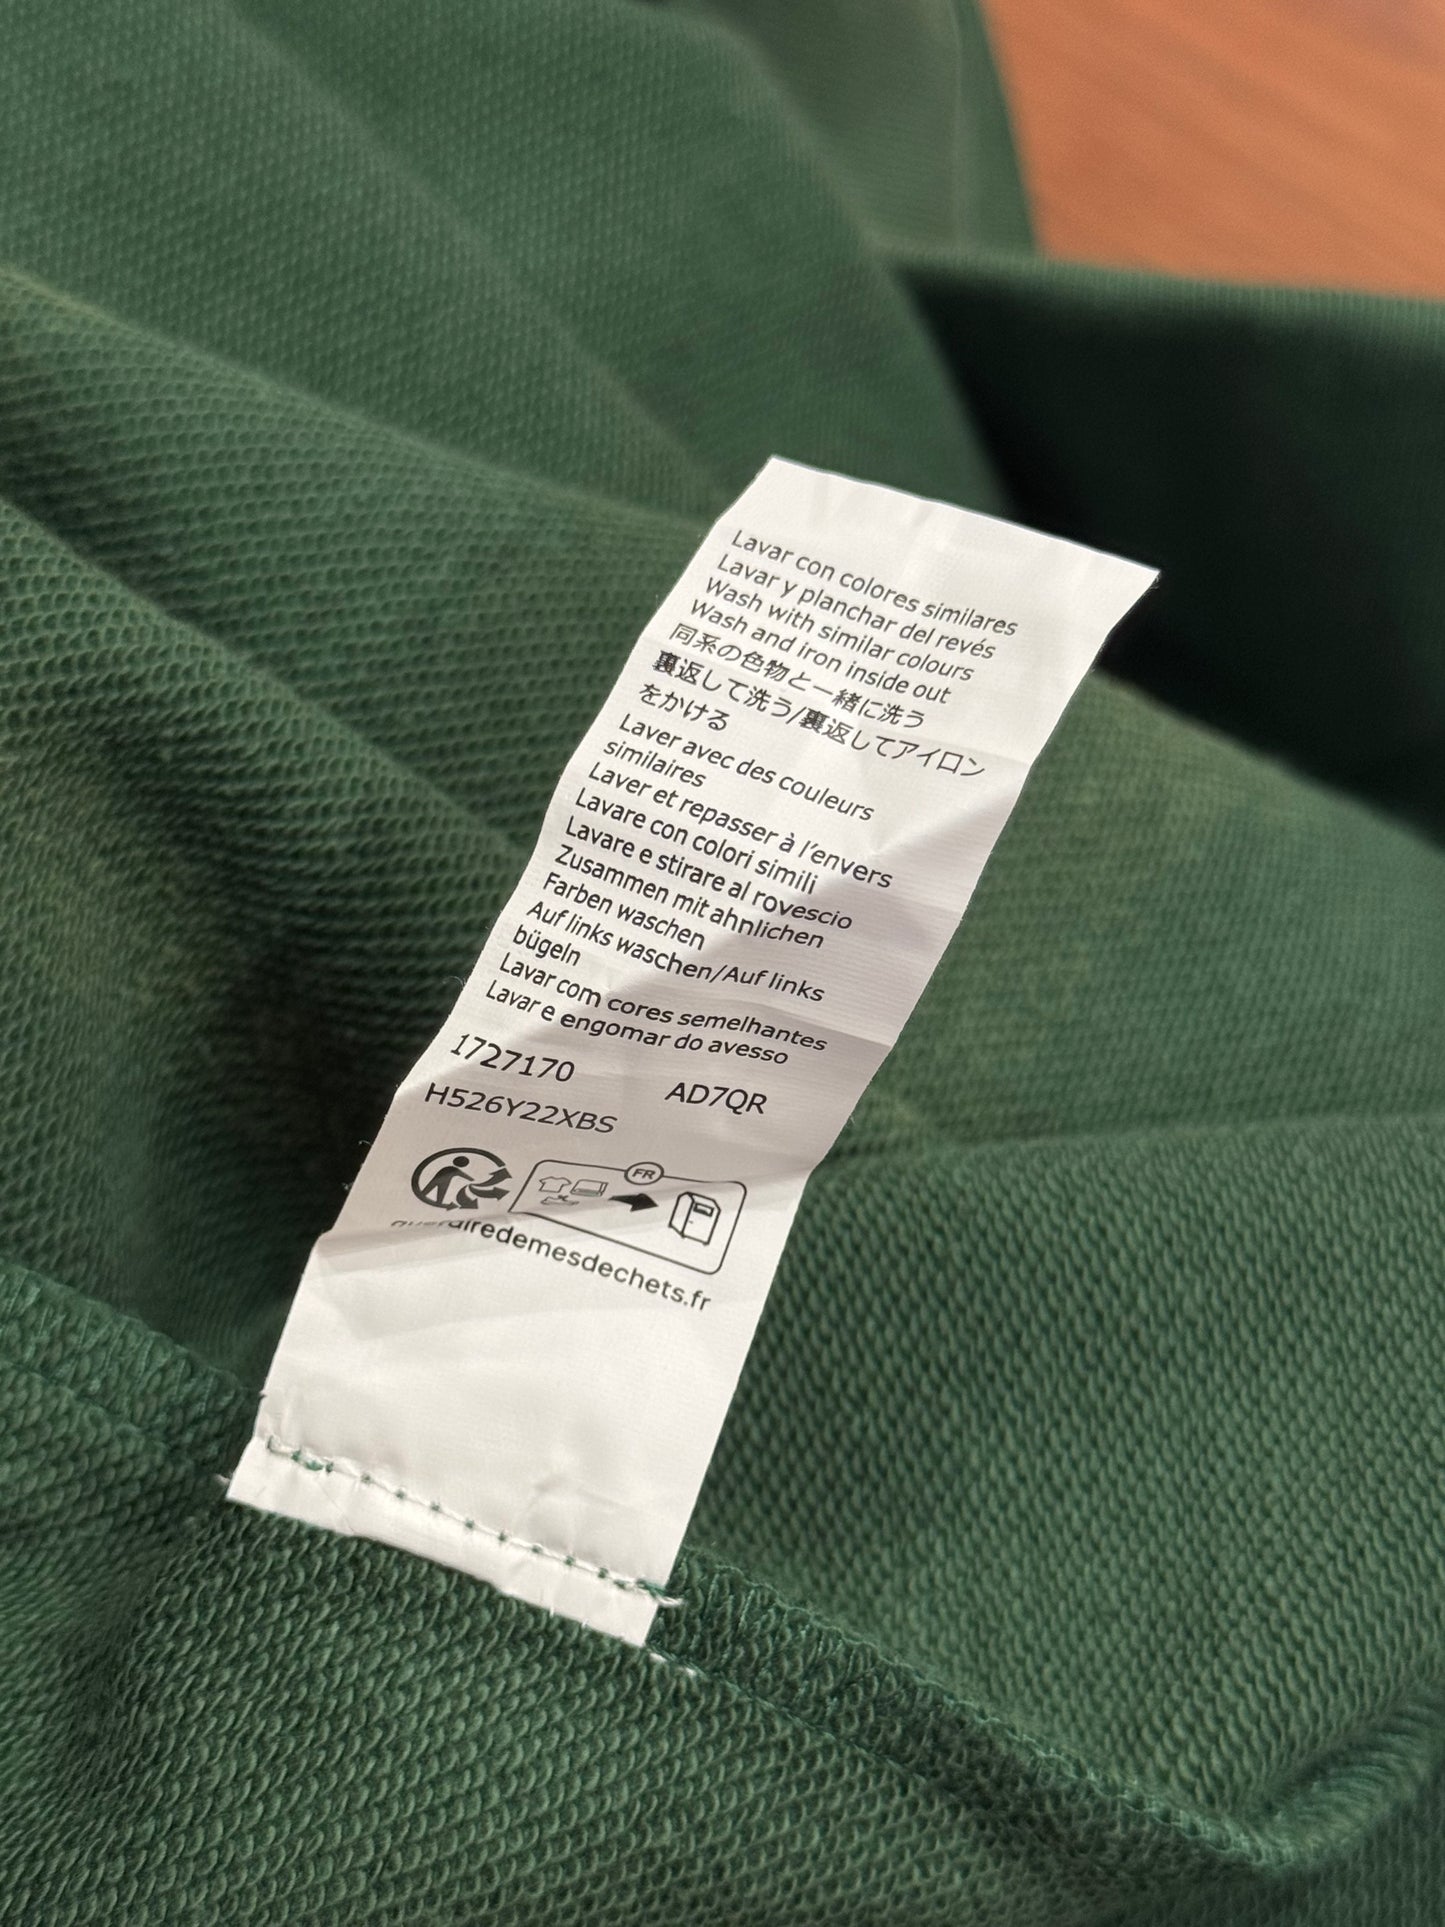 Lavar con colores similares
Lavar y planchar del revés
Wash with similar colours
Wash and iron inside out
同系の色物と一緒に洗う
裏返して洗う/裏返してアイロン
をかける
Laver avec des couleurs
similaires
Laver et repasser à l'envers
Lavare con colori simili
Lavare e stirare al rovescio
Zusammen mit ahnlichen
Farben waschen
Auf links waschen/Auf links
bügeln
Lavar com cores semelhantes
Lavar e engomar do avesso
1727170 AD7QR
H526Y22XBS
FR